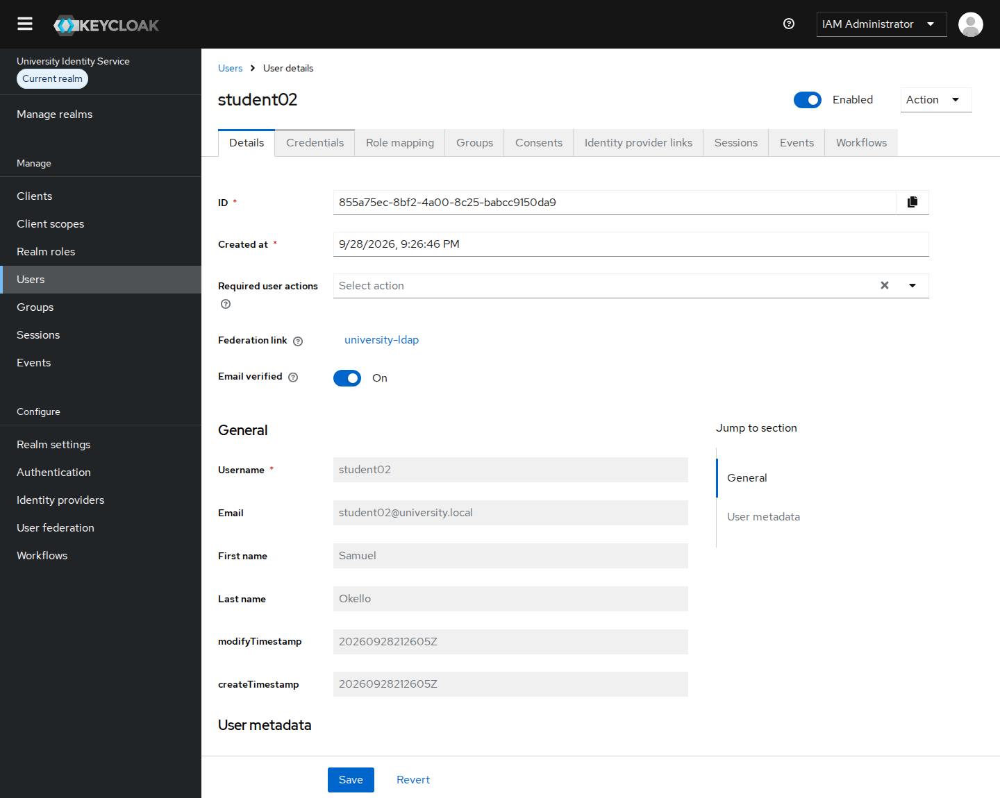 KEYCLOAK
IAM Administrator
University Identity Service
Current realm
Manage realms
Manage
Clients
Client scopes
Realm roles
Users
Groups
Sessions
Events
Configure
Realm settings
Authentication
Identity providers
User federation
Workflows
Users
User details
student02
Enabled
Action
Details
Credentials
Role mapping
Groups
Consents
Identity provider links
Sessions
Events
Workflows
ID *
855a75ec-8bf2-4a00-8c25-babcc9150da9
Created at *
9/28/2026, 9:26:46 PM
Required user actions
Select action
Federation link
university-ldap
Email verified
On
General
Username *
student02
Email
student02@university.local
First name
Samuel
Last name
Okello
modifyTimestamp
20260928212605Z
createTimestamp
20260928212605Z
User metadata
Jump to section
General
User metadata
Save
Revert